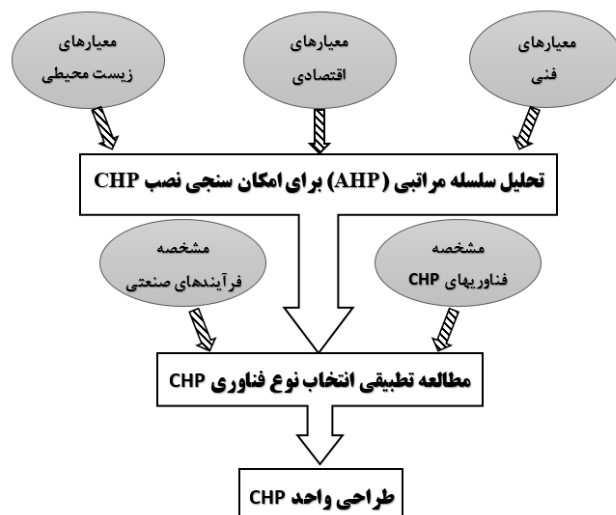 معیارهای
فنی
معیارهای
اقتصادی
معیارهای
زیست محیطی
تحلیل سلسله مراتبی (AHP) برای امکان سنجی نصب CHP
مشخصه
فناوریهای CHP
مشخصه
فرآیندهای صنعتی
مطالعه تطبیقی انتخاب نوع فناوری CHP
طراحی واحد CHP